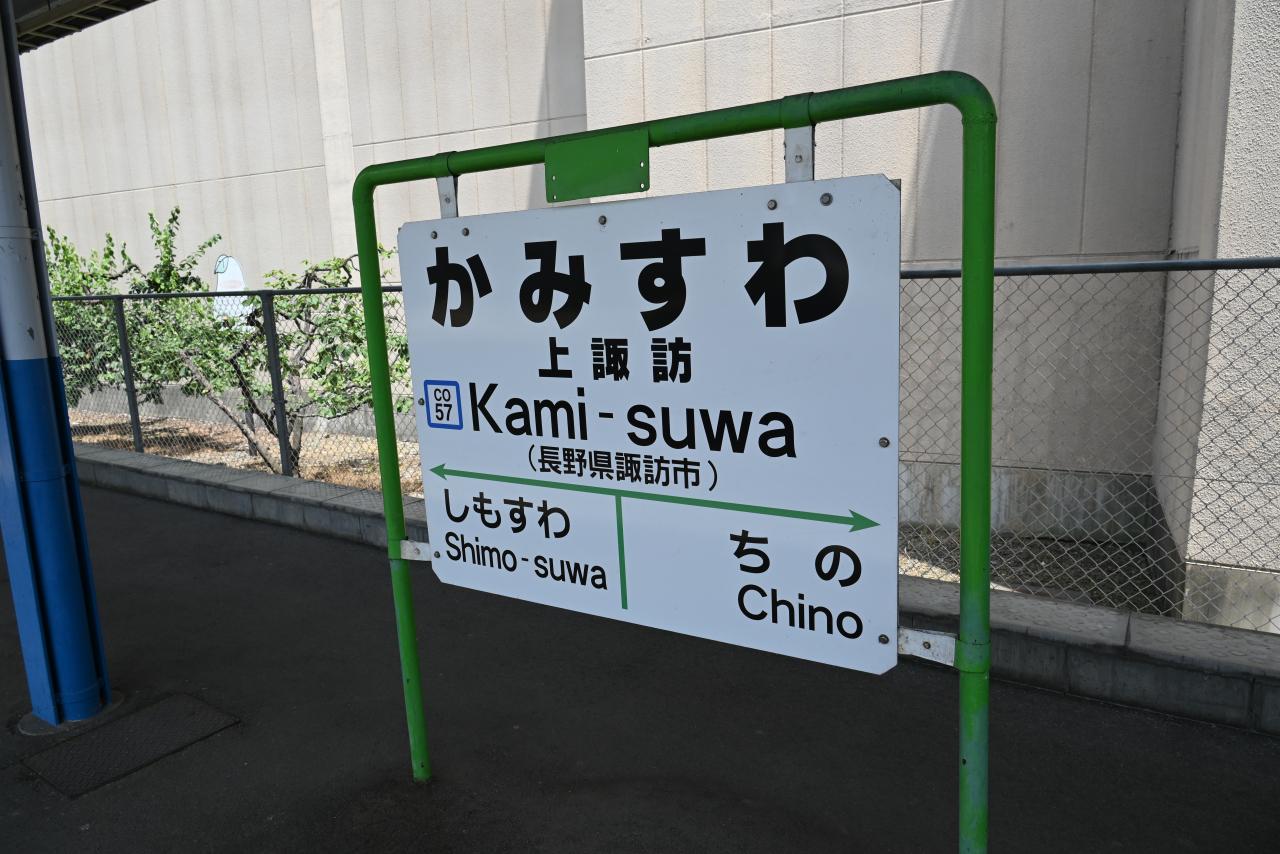 かみすわ
上諏訪
CO
57
Kami-suwa
（長野県諏訪市）
しもすわ
Shimo-suwa
ちの
Chino